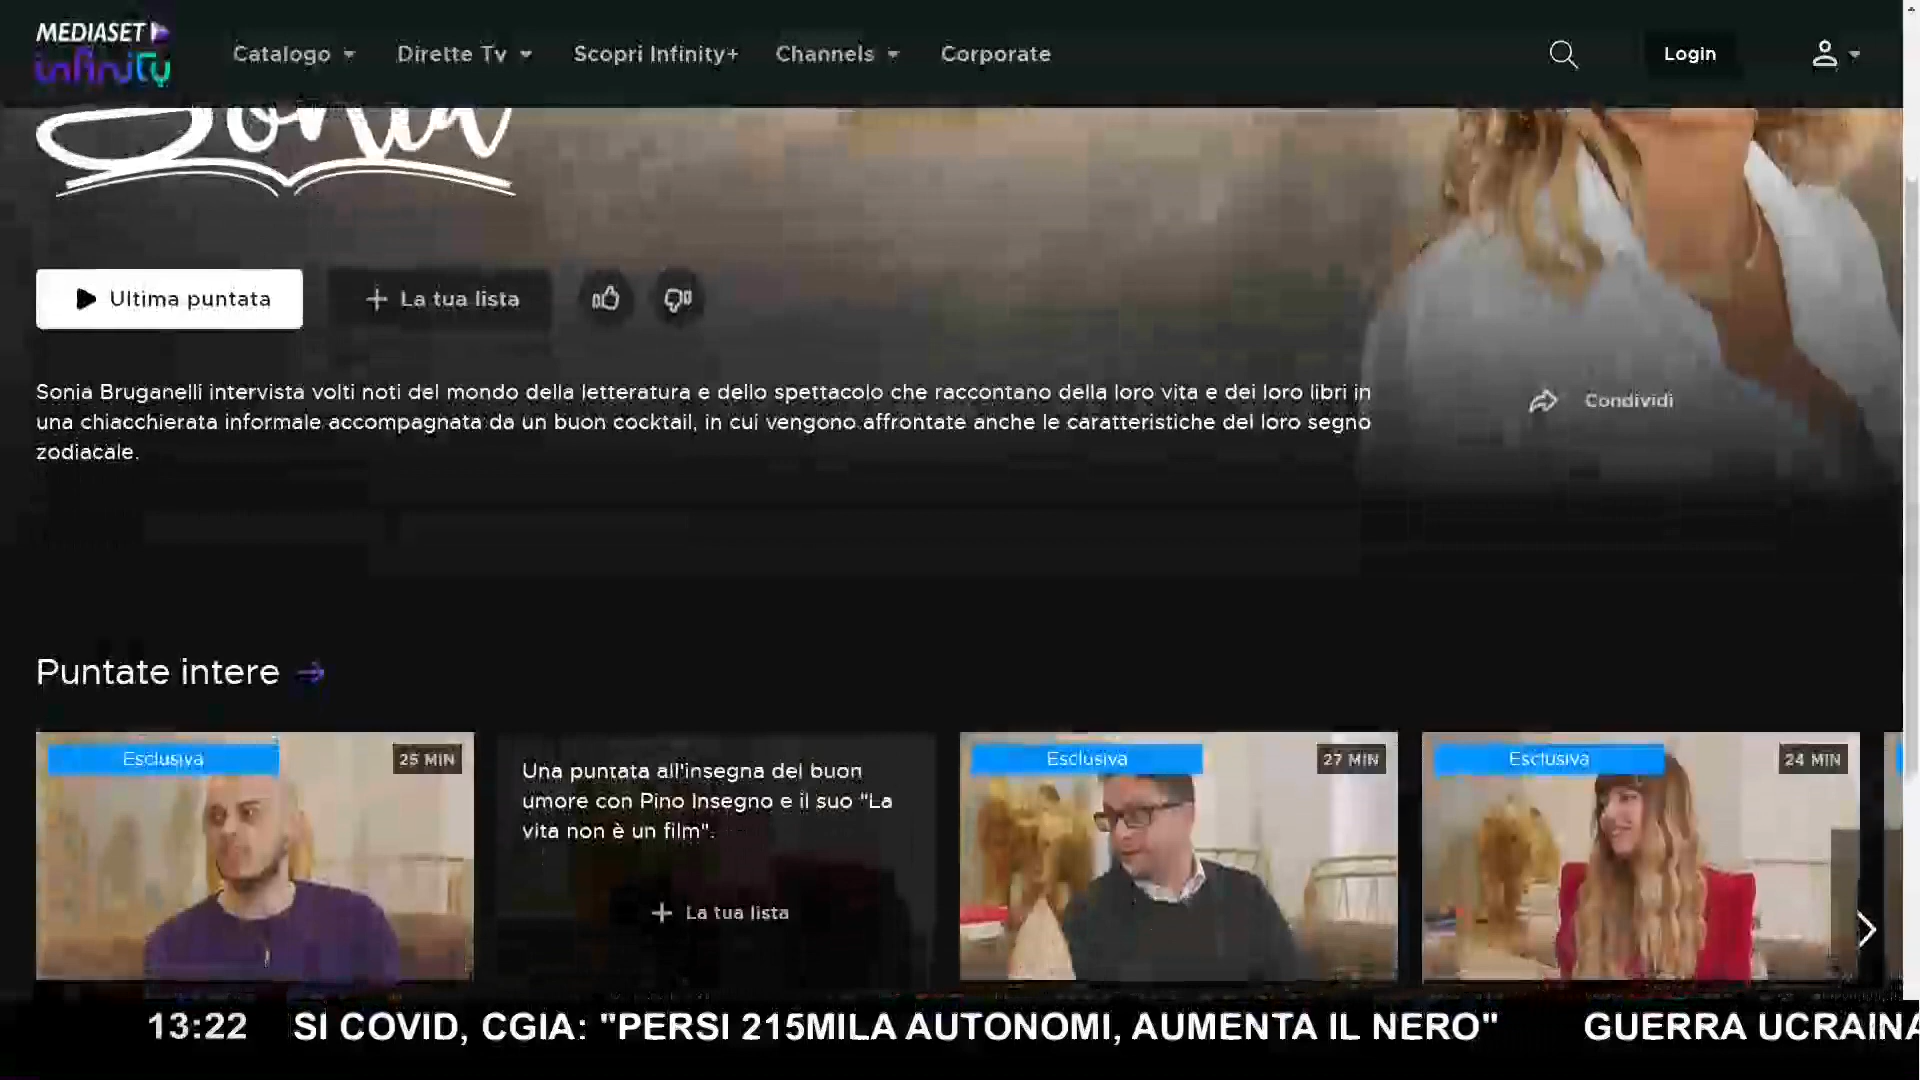 MEDIASET
infinity
Catalogo
Dirette Tv
Scopri Infinity+
Channels
Corporate
Login
Sonia
Ultima puntata
La tua lista
Sonia Bruganelli intervista volti noti del mondo della letteratura e dello spettacolo che raccontano della loro vita e dei loro libri in
una chiacchierata informale accompagnata da un buon cocktail, in cui vengono affrontate anche le caratteristiche del loro segno
zodiacale.
Condividi
Puntate intere
Esclusiva
25 MIN
Una puntata all'insegna del buon
umore con Pino Insegno e il suo "La
vita non è un film".
La tua lista
Esclusiva
27 MIN
Esclusiva
24 MIN
13:22
SI COVID, CGIA: "PERSI 215MILA AUTONOMI, AUMENTA IL NERO"
GUERRA UCRAINA